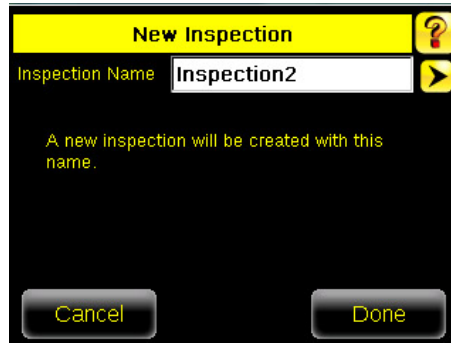 New Inspection
?
Inspection Name Inspection2
A new inspection will be created with this
name.
Cancel Done